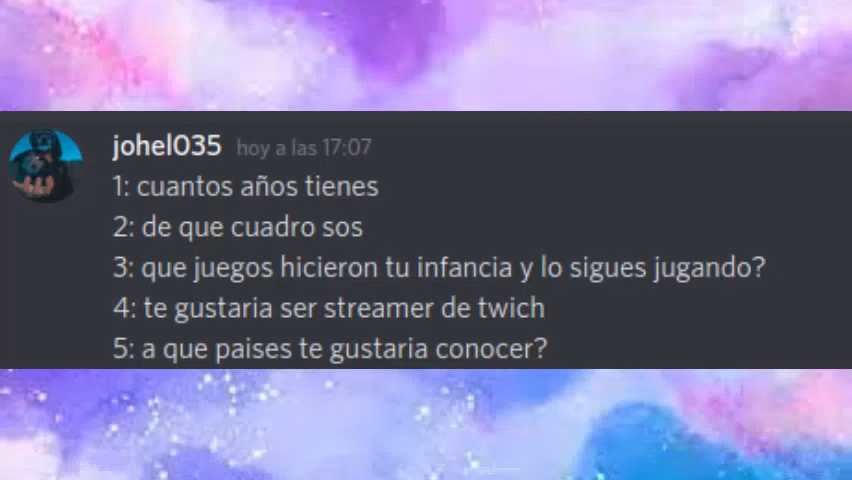 johel035 hoy a las 17:07
1: cuantos años tienes
2: de que cuadro sos
3: que juegos hicieron tu infancia y lo sigues jugando?
4: te gustaria ser streamer de twich
5: a que paises te gustaria conocer?